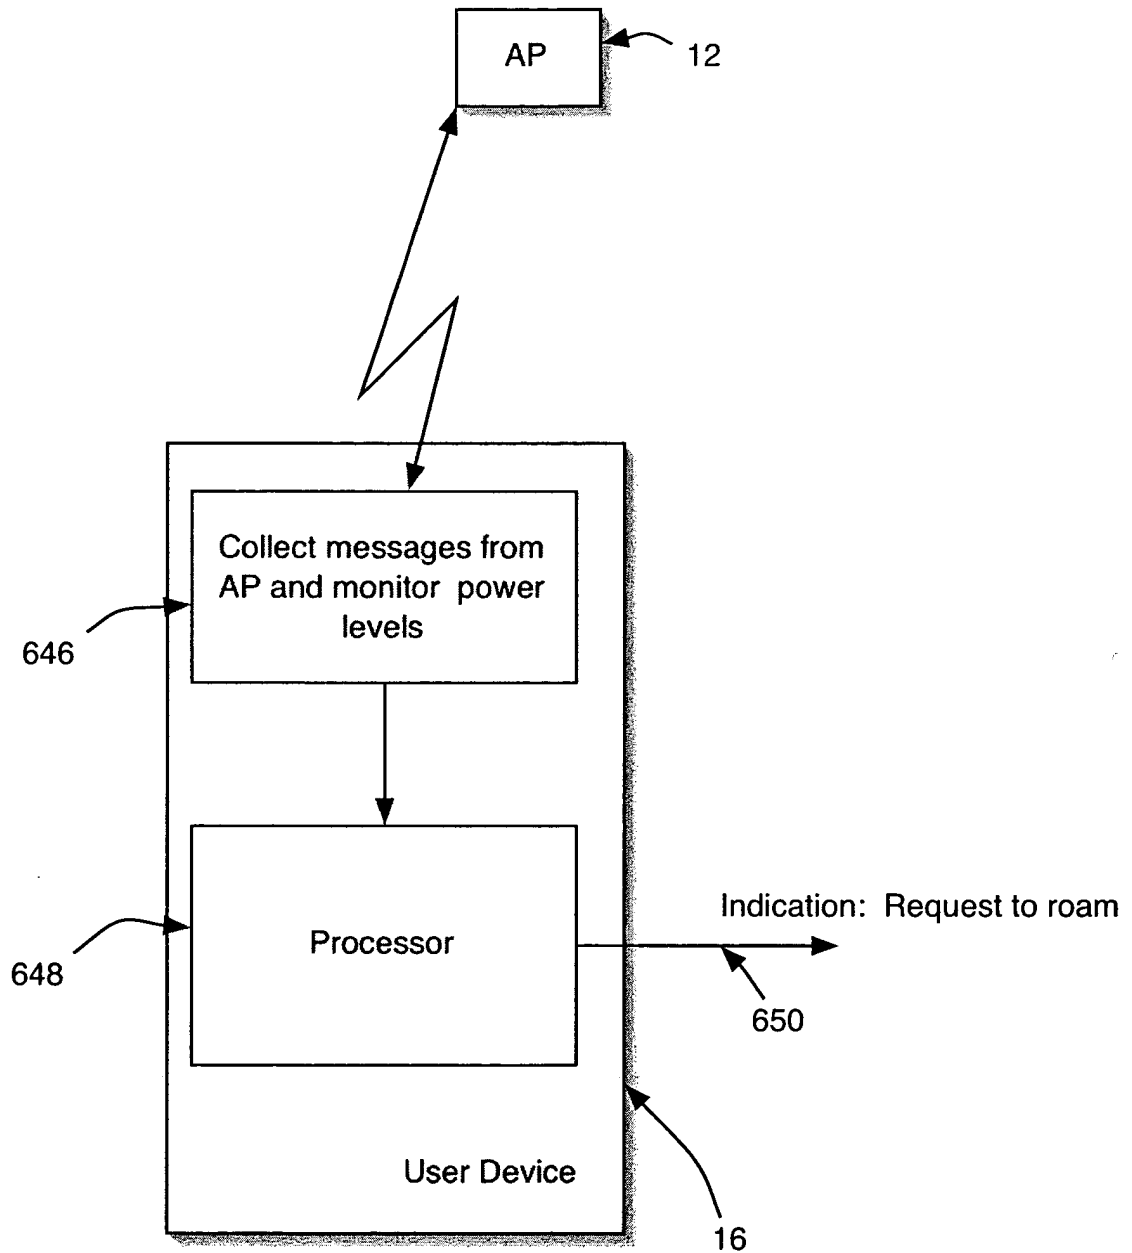 AP
12
Collect messages from
AP and monitor power
levels
646
Indication: Request to roam
Processor
648
650
User Device
16